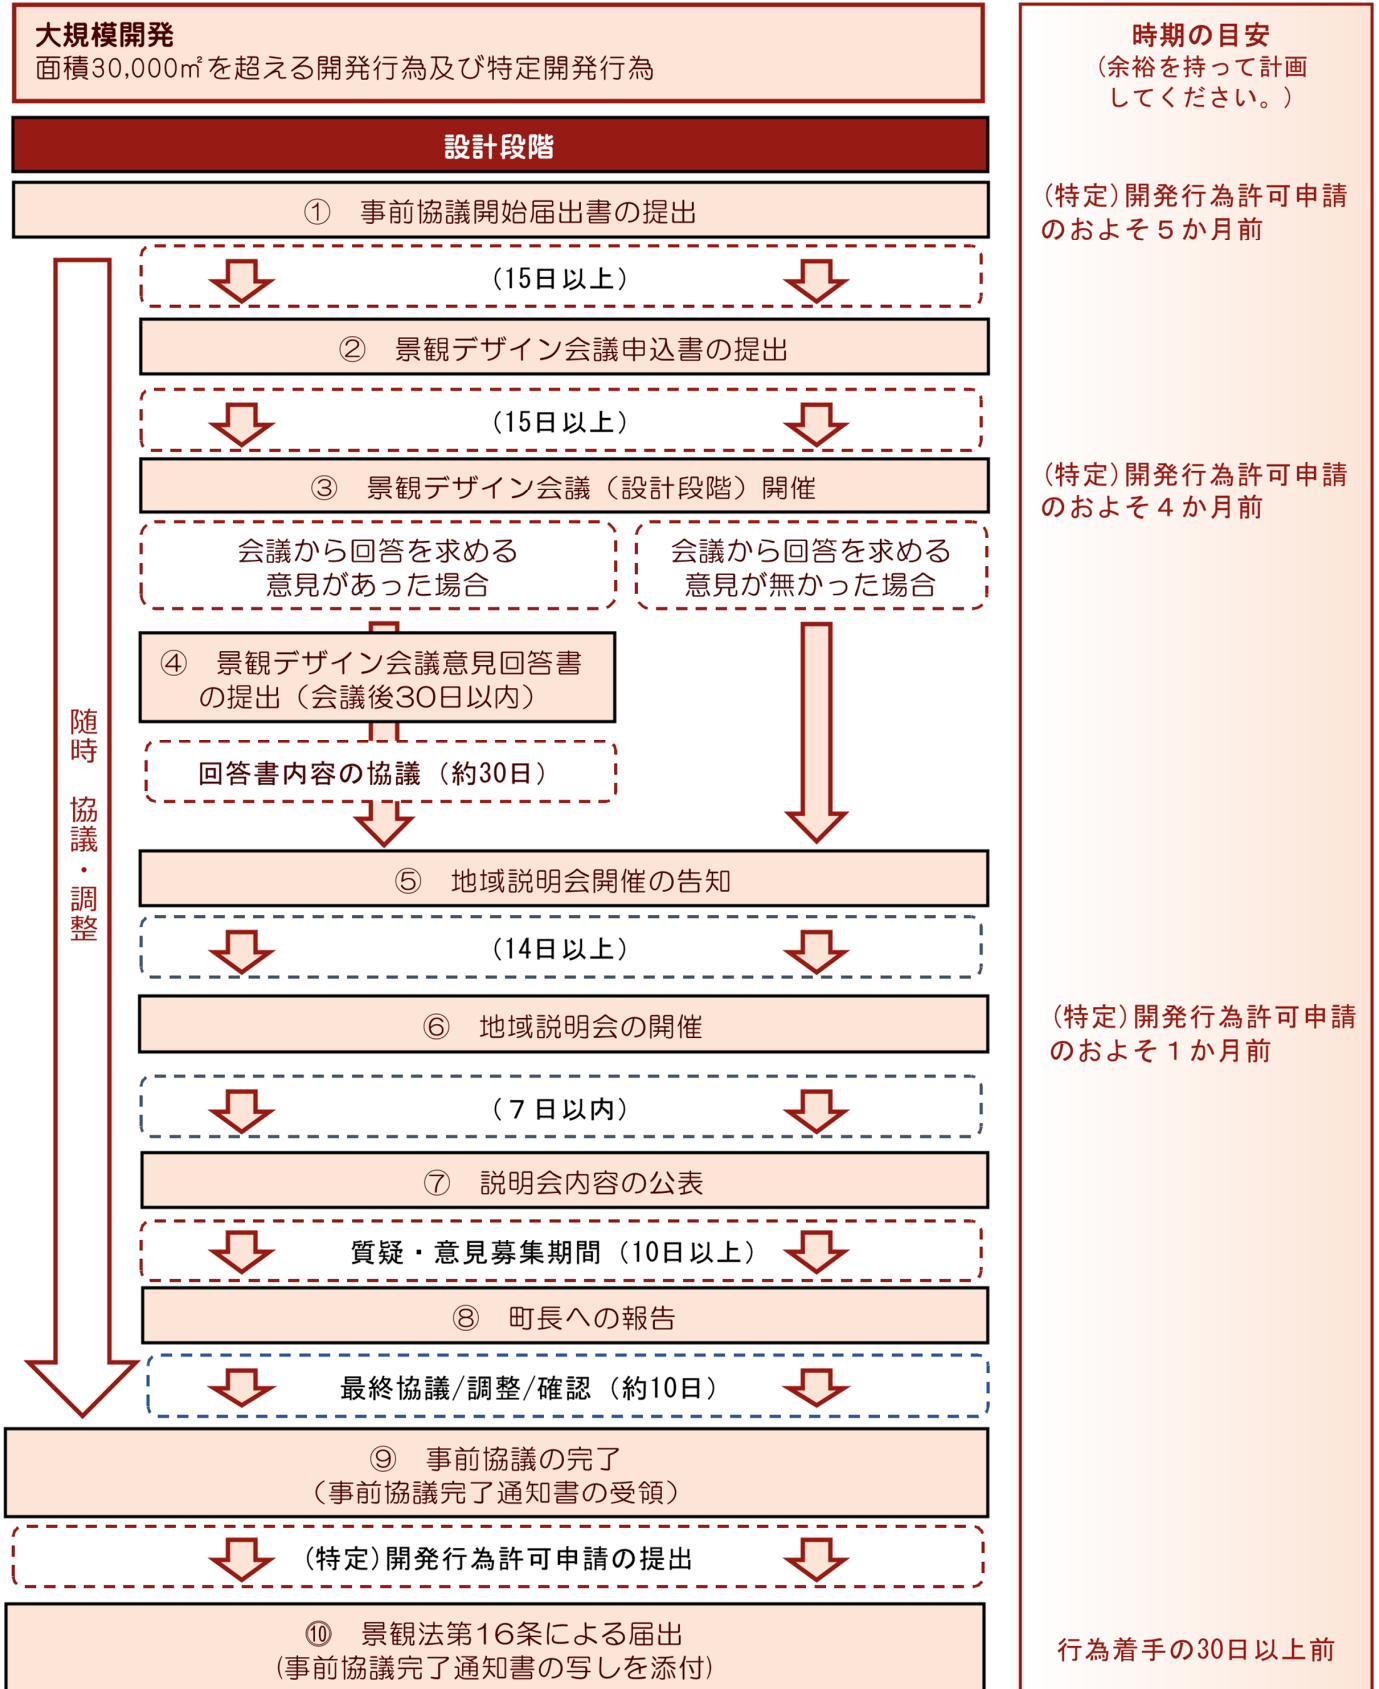 大規模開発
面積30,000㎡を超える開発行為及び特定開発行為
時期の目安
（余裕を持って計画
してください。）
設計段階
① 事前協議開始届出書の提出
(特定)開発行為許可申請
のおよそ５か月前
（15日以上）
② 景観デザイン会議申込書の提出
（15日以上）
③ 景観デザイン会議（設計段階）開催
(特定)開発行為許可申請
のおよそ４か月前
会議から回答を求める
意見があった場合
会議から回答を求める
意見が無かった場合
④ 景観デザイン会議意見回答書
の提出（会議後30日以内）
回答書内容の協議（約30日）
随時 協議・調整
⑤ 地域説明会開催の告知
（14日以上）
⑥ 地域説明会の開催
(特定)開発行為許可申請
のおよそ１か月前
（７日以内）
⑦ 説明会内容の公表
質疑・意見募集期間（10日以上）
⑧ 町長への報告
最終協議/調整/確認（約10日）
⑨ 事前協議の完了
（事前協議完了通知書の受領）
(特定)開発行為許可申請の提出
⑩ 景観法第16条による届出
(事前協議完了通知書の写しを添付)
行為着手の30日以上前